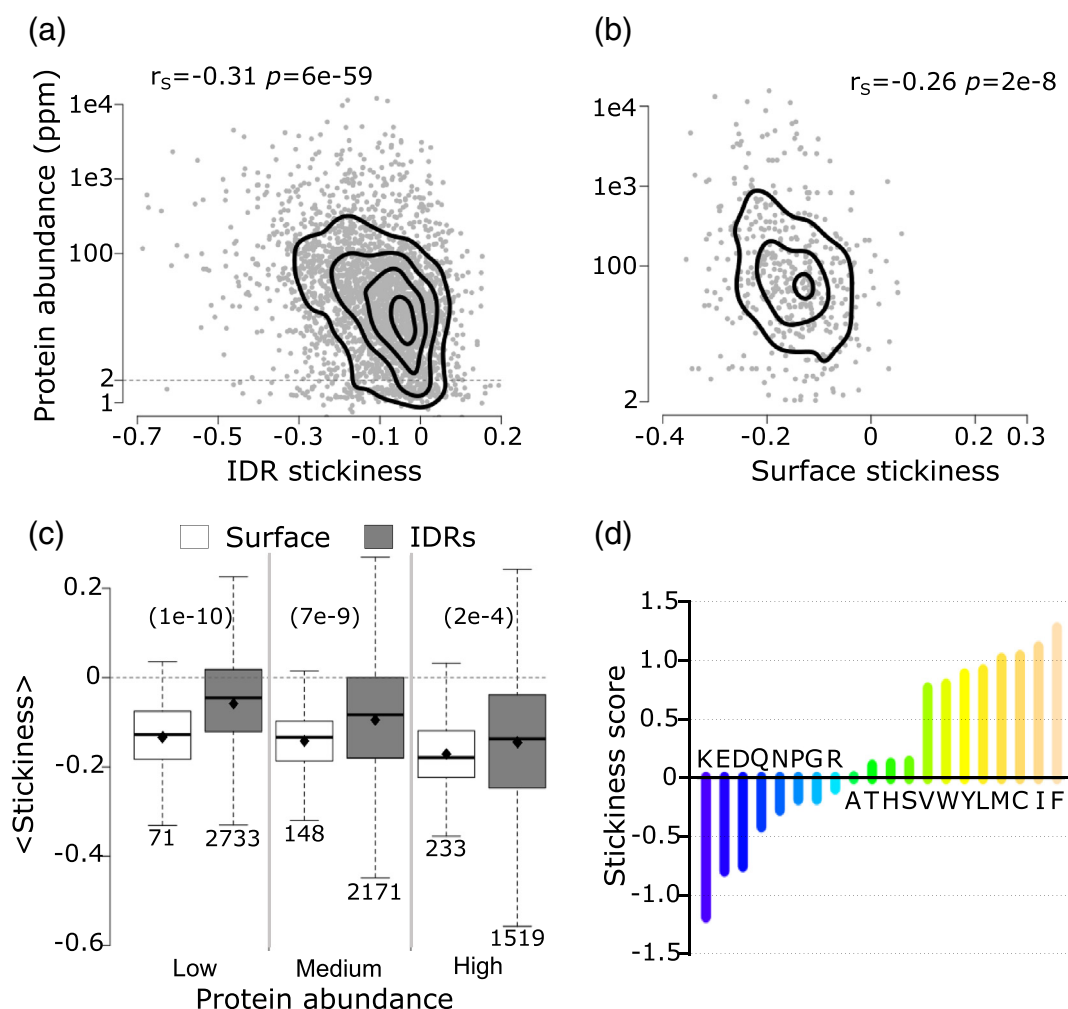 (a)
r_S=-0.31 p=6e-59
Protein abundance (ppm)
1e4
1e3
100
2
1
-0.7 -0.5 -0.3 -0.1 0 0.2
IDR stickiness
(b)
r_S=-0.26 p=2e-8
1e4
1e3
100
2
-0.4 -0.2 0 0.2 0.3
Surface stickiness
(c)
Surface IDRs
<Stickiness>
0.2
0
-0.2
-0.4
-0.6
(1e-10) (7e-9) (2e-4)
71 2733 148 2171 233 1519
Low Medium High
Protein abundance
(d)
Stickiness score
1.5
1.0
0.5
0
-0.5
-1.0
-1.5
KEDQNPGR
ATHSVWYLMCIF